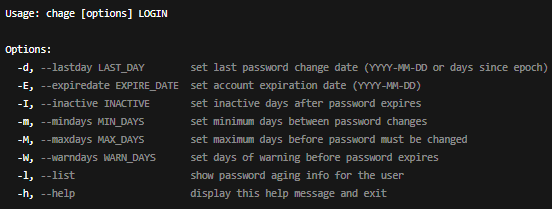 Usage: chage [options] LOGIN
Options:
-d, --lastday LAST_DAY set last password change date (YYYY-MM-DD or days since epoch)
-E, --expiredate EXPIRE_DATE set account expiration date (YYYY-MM-DD)
-I, --inactive INACTIVE set inactive days after password expires
-m, --mindays MIN_DAYS set minimum days between password changes
-M, --maxdays MAX_DAYS set maximum days before password must be changed
-W, --warndays WARN_DAYS set days of warning before password expires
-l, --list show password aging info for the user
-h, --help display this help message and exit